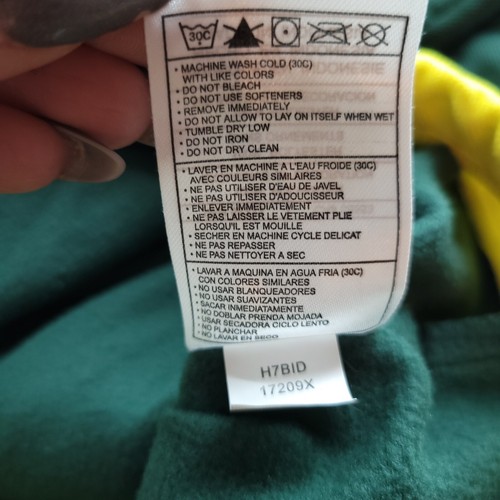 30C
• MACHINE WASH COLD (30C)
WITH LIKE COLORS
• DO NOT BLEACH
• DO NOT USE SOFTENERS
• REMOVE IMMEDIATELY
• DO NOT ALLOW TO LAY ON ITSELF WHEN WET
• TUMBLE DRY LOW
• DO NOT IRON
• DO NOT DRY CLEAN
• LAVER EN MACHINE A L'EAU FROIDE (30C)
AVEC COULEURS SIMILAIRES
• NE PAS UTILISER D'EAU DE JAVEL
• NE PAS UTILISER D'ADOUCISSEUR
• ENLEVER IMMEDIATEMENT
• NE PAS LAISSER LE VETEMENT PLIE
LORSQU'IL EST MOUILLE
• SECHER EN MACHINE CYCLE DELICAT
• NE PAS REPASSER
• NE PAS NETTOYER A SEC
• LAVAR A MAQUINA EN AGUA FRIA (30C)
CON COLORES SIMILARES
• NO USAR BLANQUEADORES
• NO USAR SUAVIZANTES
• SACAR INMEDIATAMENTE
• NO DOBLAR PRENDA MOJADA
• USAR SECADORA CICLO LENTO
• NO PLANCHAR
• NO LAVAR EN SECO
H7BID
17209X